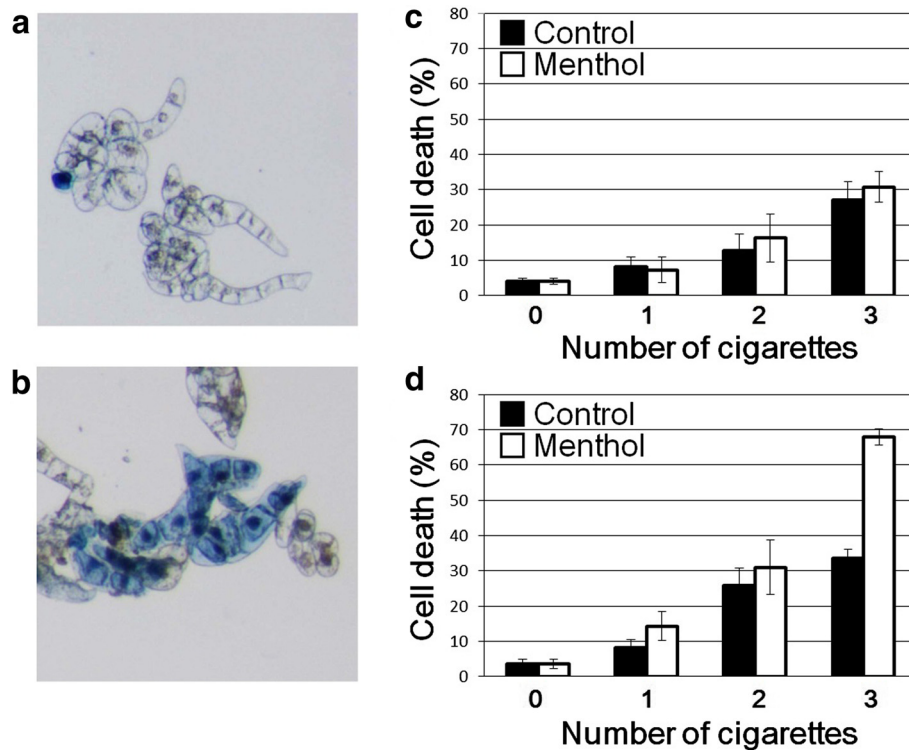 a
b
c
Cell death (%)
80
70
60
50
40
30
20
10
0
Control
Menthol
0 1 2 3
Number of cigarettes
d
Cell death (%)
80
70
60
50
40
30
20
10
0
Control
Menthol
0 1 2 3
Number of cigarettes